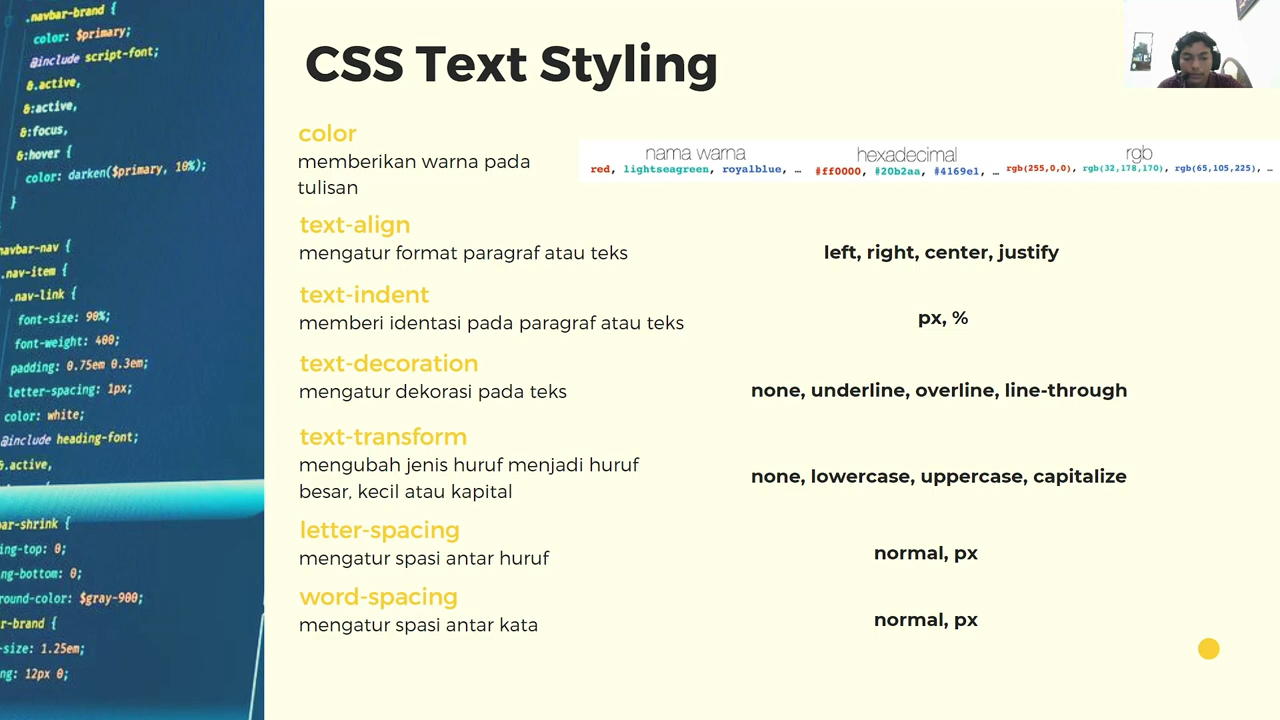 .navbar-brand {
color: $primary;
@include script-font;
&.active,
&:active,
&:focus,
&:hover {
color: darken($primary, 10%);
}
navbar-nav {
.nav-item {
.nav-link {
font-size: 90%;
font-weight: 400;
padding: 0.75em 0.3em;
letter-spacing: 1px;
color: white;
@include heading-font;
&.active,
ar-shrink {
ing-top: 0;
ng-bottom: 0;
round-color: $gray-900;
r-brand {
-size: 1.25em;
ng: 12px 0;
CSS Text Styling
color
memberikan warna pada
tulisan
nama warna
red, lightseagreen, royalblue, …
hexadecimal
#ff0000, #20b2aa, #4169e1, …
rgb
rgb(255,0,0), rgb(32,178,170), rgb(65,105,225), …
text-align
mengatur format paragraf atau teks
left, right, center, justify
text-indent
memberi identasi pada paragraf atau teks
px, %
text-decoration
mengatur dekorasi pada teks
none, underline, overline, line-through
text-transform
mengubah jenis huruf menjadi huruf
besar, kecil atau kapital
none, lowercase, uppercase, capitalize
letter-spacing
mengatur spasi antar huruf
normal, px
word-spacing
mengatur spasi antar kata
normal, px